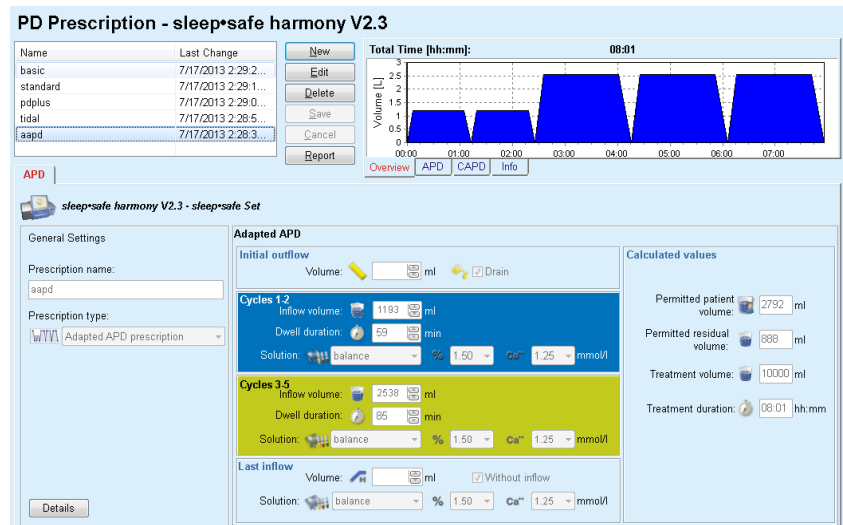 PD Prescription - sleep•safe harmony V2.3
Name Last Change
basic 7/17/2013 2:29:2...
standard 7/17/2013 2:29:1...
pdplus 7/17/2013 2:29:0...
tidal 7/17/2013 2:28:5...
aapd 7/17/2013 2:28:3...
New
Edit
Delete
Save
Cancel
Report
Total Time [hh:mm]: 08:01
Volume [L]
3
2.5
2
1.5
1
0.5
0
00:00 01:00 02:00 03:00 04:00 05:00 06:00 07:00
Overview APD CAPD Info
APD
sleep•safe harmony V2.3 - sleep•safe Set
General Settings
Prescription name:
aapd
Prescription type:
Adapted APD prescription
Details
Adapted APD
Initial outflow
Volume: ml Drain
Cycles 1-2
Inflow volume: 1193 ml
Dwell duration: 59 min
Solution: balance % 1.50 Ca⁺⁺ 1.25 mmol/l
Cycles 3-5
Inflow volume: 2538 ml
Dwell duration: 85 min
Solution: balance % 1.50 Ca⁺⁺ 1.25 mmol/l
Last inflow
Volume: ml Without inflow
Solution: balance % 1.50 Ca⁺⁺ 1.25 mmol/l
Calculated values
Permitted patient volume: 2792 ml
Permitted residual volume: 888 ml
Treatment volume: 10000 ml
Treatment duration: 08:01 hh:mm